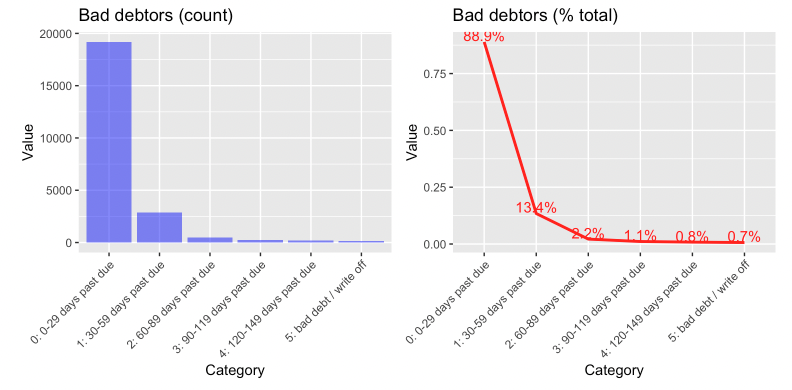 Bad debtors (count)
20000
15000
10000
5000
0
Value
0: 0-29 days past due
1: 30-59 days past due
2: 60-89 days past due
3: 90-119 days past due
4: 120-149 days past due
5: bad debt / write off
Category
Bad debtors (% total)
88.9%
13.4%
2.2%
1.1%
0.8%
0.7%
0.75
0.50
0.25
0.00
Value
0: 0-29 days past due
1: 30-59 days past due
2: 60-89 days past due
3: 90-119 days past due
4: 120-149 days past due
5: bad debt / write off
Category